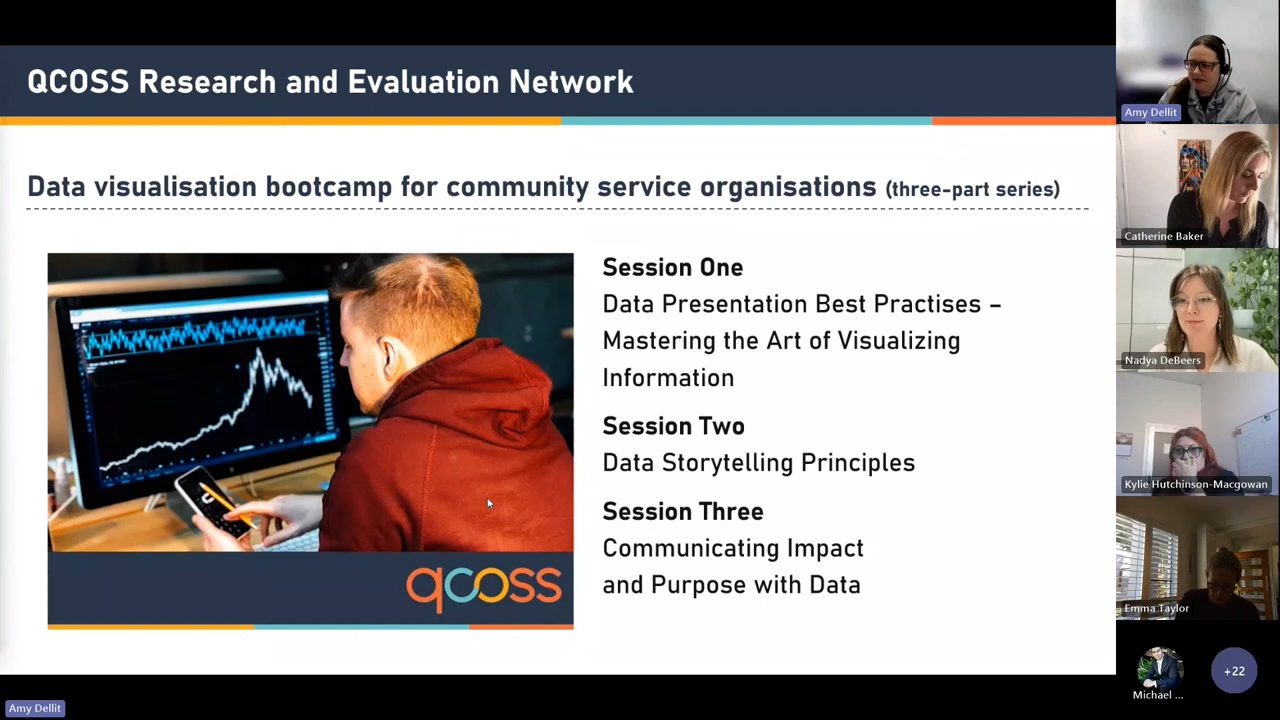 QCOSS Research and Evaluation Network
Data visualisation bootcamp for community service organisations (three-part series)
Session One
Data Presentation Best Practises –
Mastering the Art of Visualizing
Information
Session Two
Data Storytelling Principles
Session Three
Communicating Impact
and Purpose with Data
qcoss
Amy Dellit
Catherine Baker
Nadya DeBeers
Kylie Hutchinson-Macgowan
Emma Taylor
Michael ...
+22
Amy Dellit